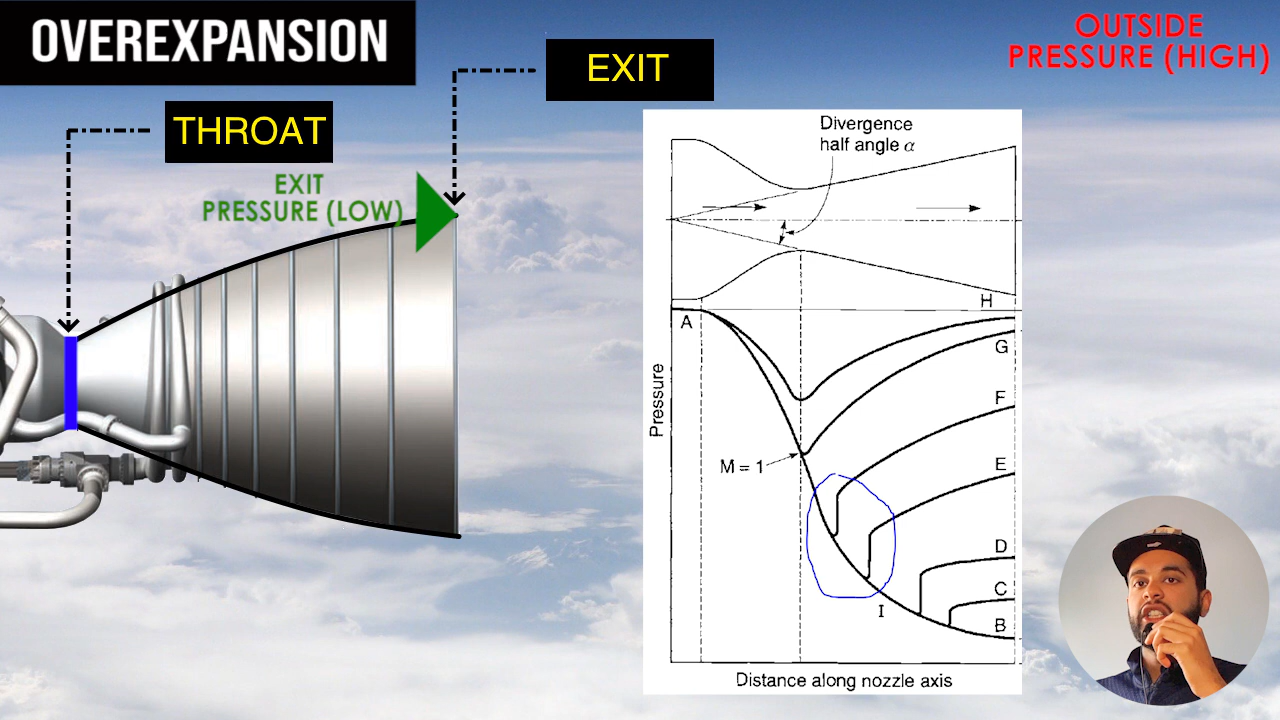 OVEREXPANSION
OUTSIDE
PRESSURE (HIGH)
EXIT
THROAT
EXIT
PRESSURE (LOW)
Divergence
half angle α
H
A
G
F
M = 1
E
D
C
I
B
Pressure
Distance along nozzle axis